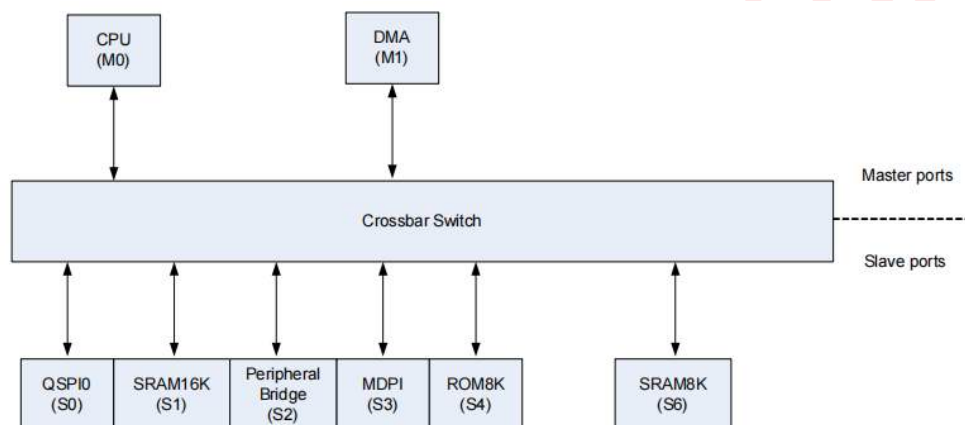 CPU
(M0)
DMA
(M1)
Master ports
Crossbar Switch
Slave ports
QSPI0
(S0)
SRAM16K
(S1)
Peripheral
Bridge
(S2)
MDPI
(S3)
ROM8K
(S4)
SRAM8K
(S6)